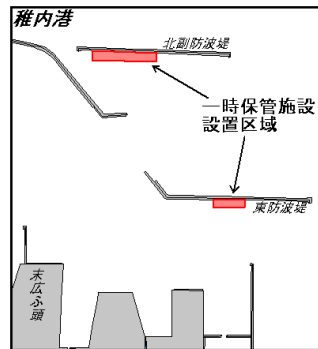 稚内港
北副防波堤
一時保管施設
設置区域
東防波堤
末広ふ頭